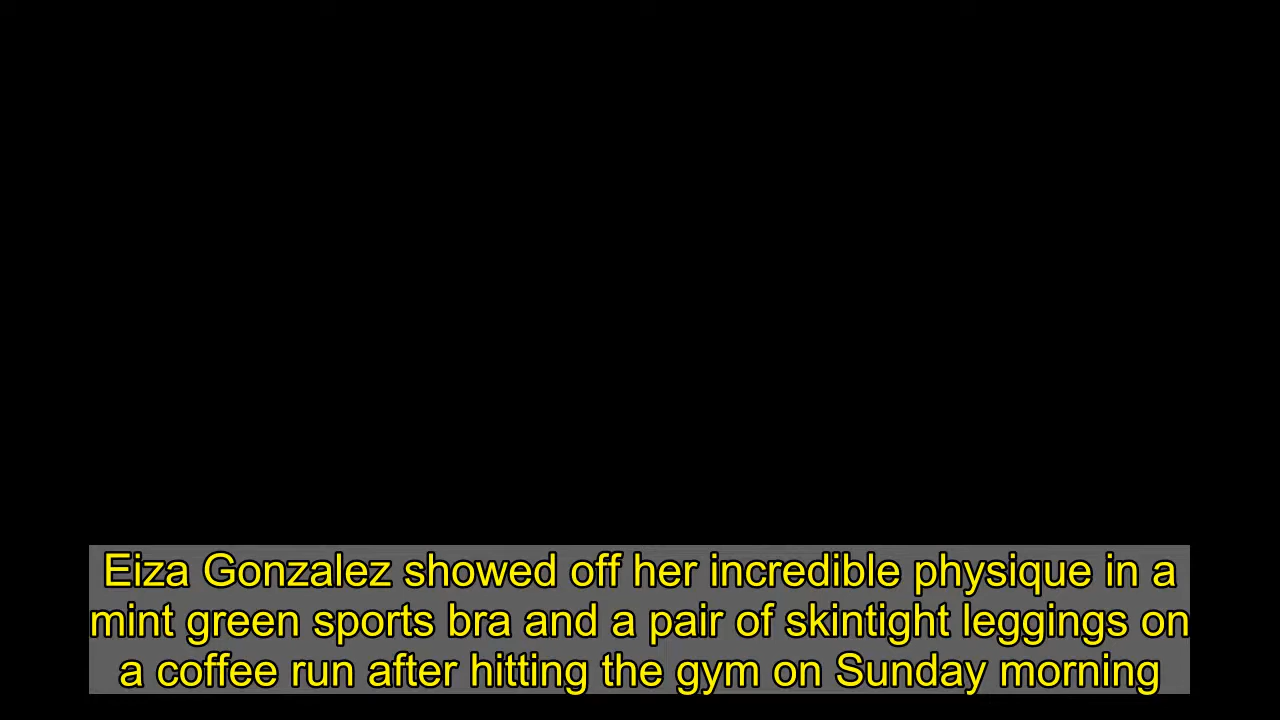 Eiza Gonzalez showed off her incredible physique in a
mint green sports bra and a pair of skintight leggings on
a coffee run after hitting the gym on Sunday morning